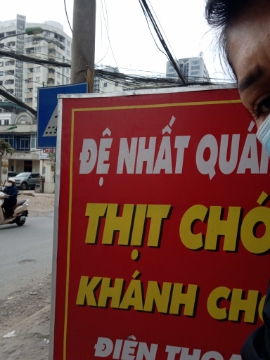 ĐỆ NHẤT QUÁN
THỊT CHÓ
KHÁNH
ĐIỆN